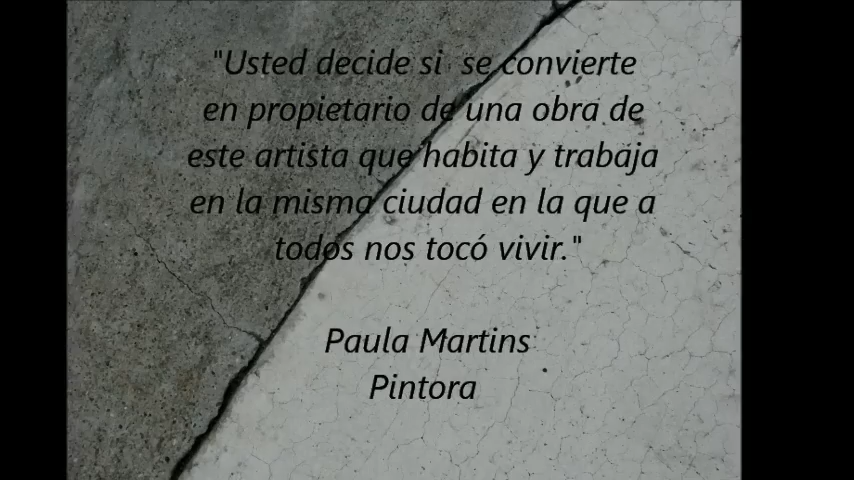 "Usted decide si  se convierte
en propietario de una obra de
este artista que habita y trabaja
en la misma ciudad en la que a
todos nos tocó vivir."
Paula Martins
Pintora